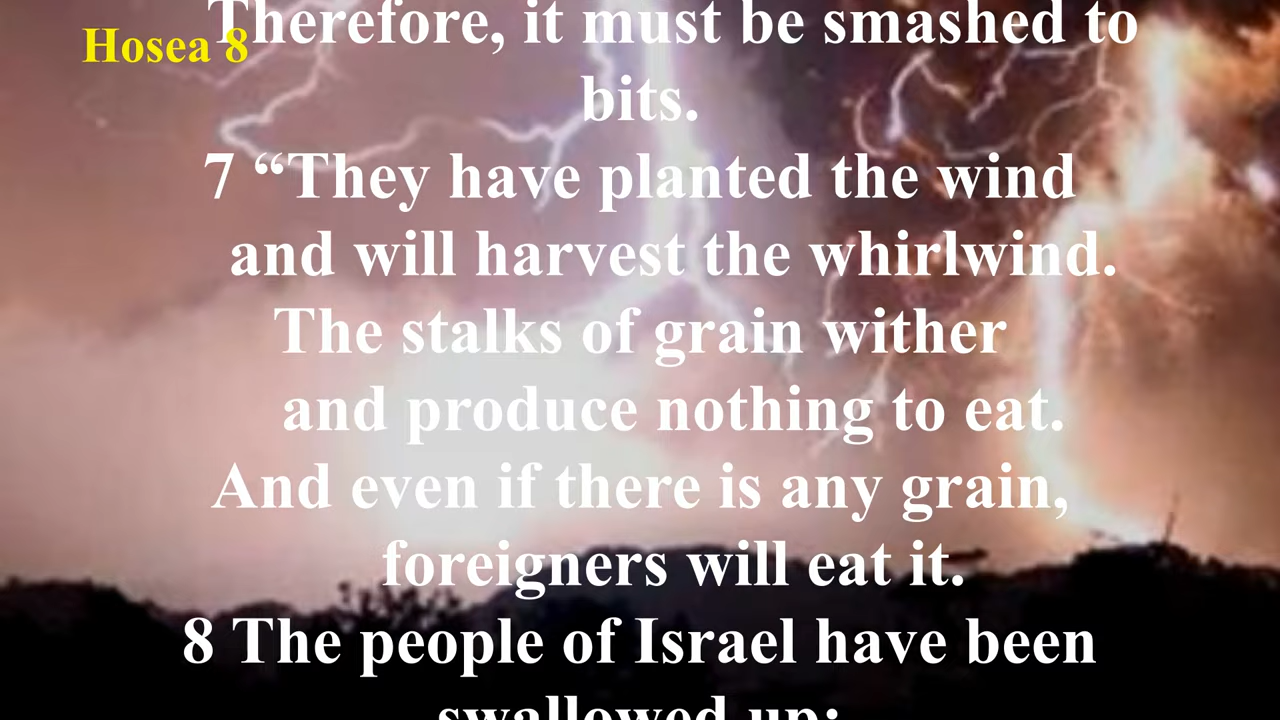 Hosea 8
Therefore, it must be smashed to
bits.
7 “They have planted the wind
and will harvest the whirlwind.
The stalks of grain wither
and produce nothing to eat.
And even if there is any grain,
foreigners will eat it.
8 The people of Israel have been
swallowed up;